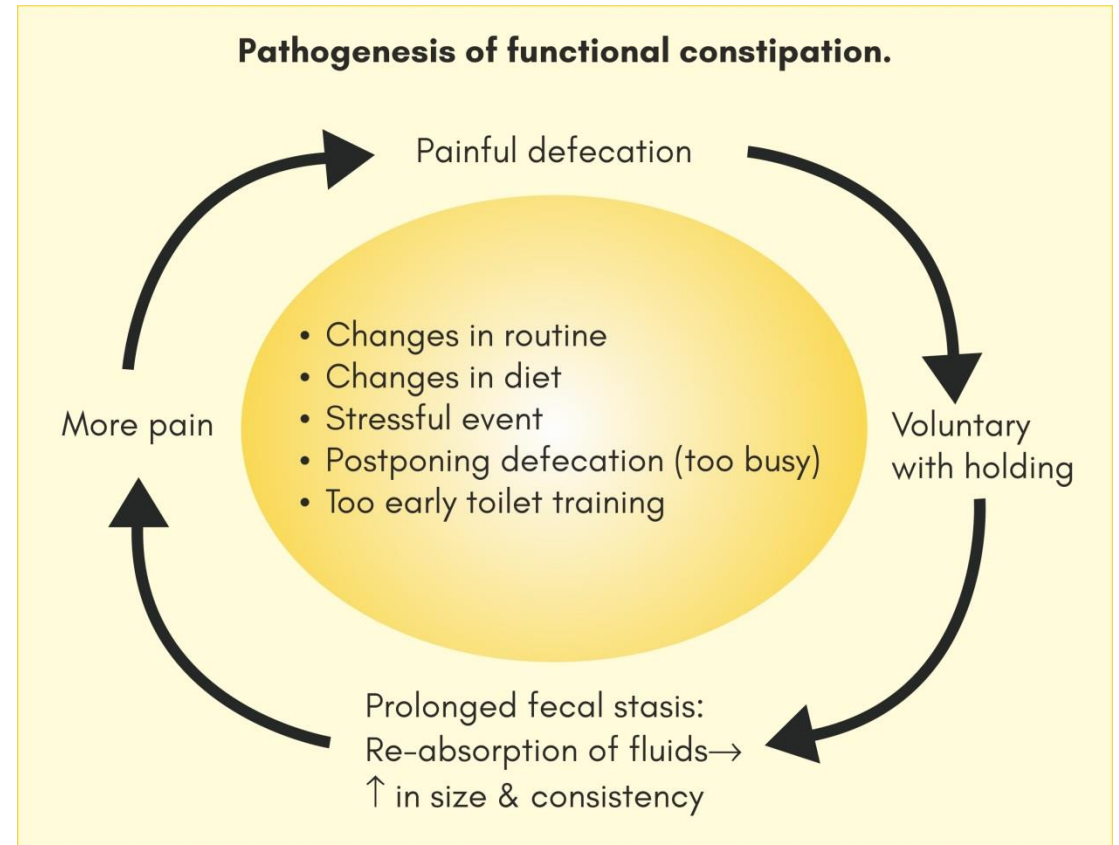 Pathogenesis of functional constipation.
Painful defecation
• Changes in routine
• Changes in diet
• Stressful event
• Postponing defecation (too busy)
• Too early toilet training
More pain
Voluntary
with holding
Prolonged fecal stasis:
Re-absorption of fluids→
↑ in size & consistency